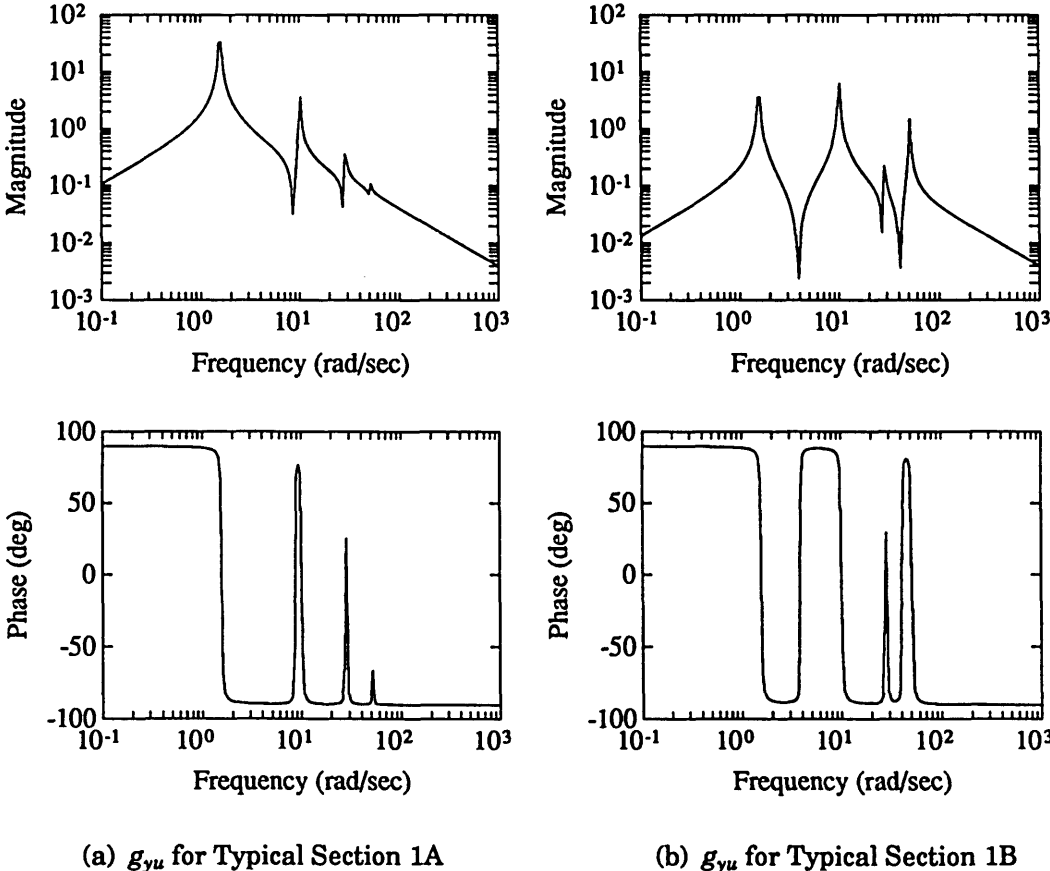 10² 10¹ 10⁰ 10⁻¹ 10⁻² 10⁻³
Magnitude
10⁻¹ 10⁰ 10¹ 10² 10³
Frequency (rad/sec)
10² 10¹ 10⁰ 10⁻¹ 10⁻² 10⁻³
Magnitude
10⁻¹ 10⁰ 10¹ 10² 10³
Frequency (rad/sec)
100 50 0 -50 -100
Phase (deg)
10⁻¹ 10⁰ 10¹ 10² 10³
Frequency (rad/sec)
100 50 0 -50 -100
Phase (deg)
10⁻¹ 10⁰ 10¹ 10² 10³
Frequency (rad/sec)
(a) g_yu for Typical Section 1A
(b) g_yu for Typical Section 1B